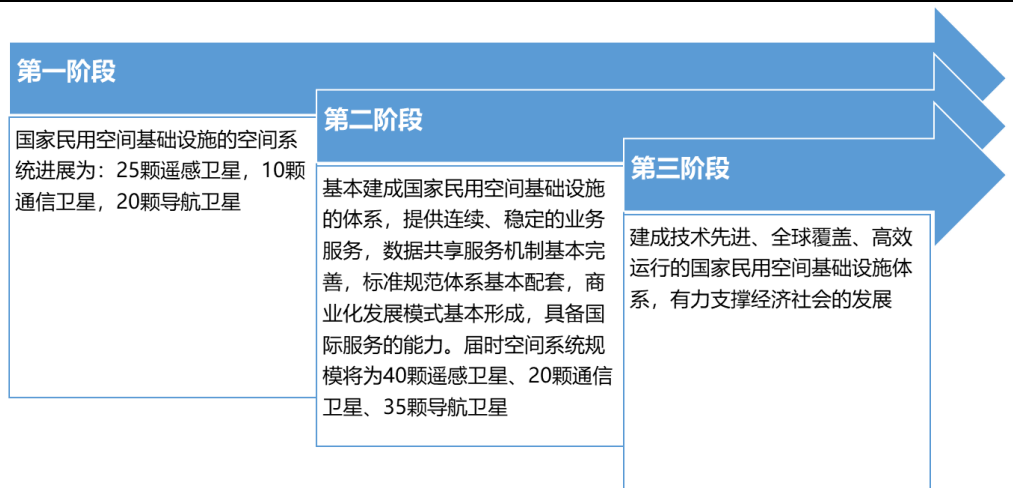 第一阶段
国家民用空间基础设施的空间系
统进展为：25颗遥感卫星，10颗
通信卫星，20颗导航卫星
第二阶段
基本建成国家民用空间基础设施
的体系，提供连续、稳定的业务
服务，数据共享服务机制基本完
善，标准规范体系基本配套，商
业化发展模式基本形成，具备国
际服务的能力。届时空间系统规
模将为40颗遥感卫星、20颗通信
卫星、35颗导航卫星
第三阶段
建成技术先进、全球覆盖、高效
运行的国家民用空间基础设施体
系，有力支撑经济社会的发展